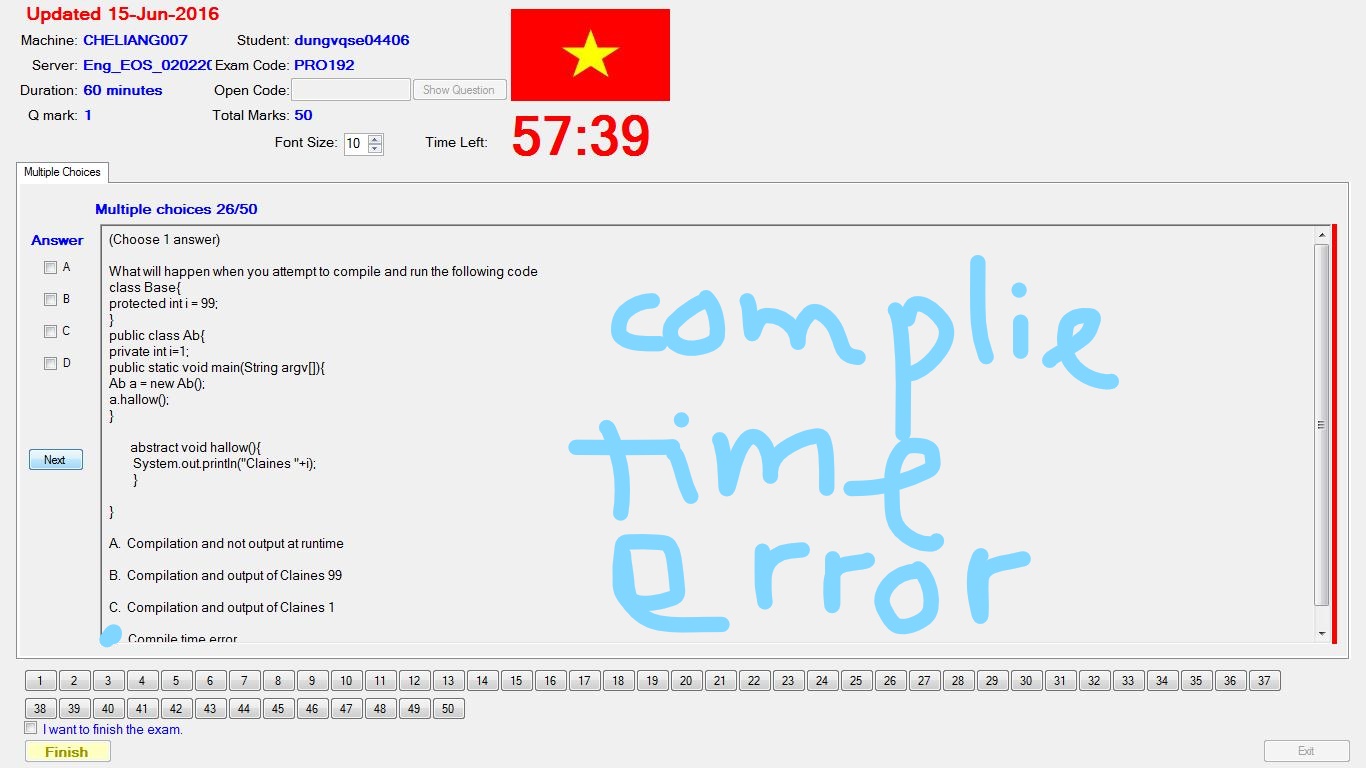 Updated 15-Jun-2016
Machine: CHELIANG007 Student: dungvqse04406
Server: Eng_EOS_020220 Exam Code: PRO192
Duration: 60 minutes Open Code: Show Question
Q mark: 1 Total Marks: 50
Font Size: 10 Time Left: 57:39
Multiple Choices
Multiple choices 26/50
Answer
A
B
C
D
Next
(Choose 1 answer)
What will happen when you attempt to compile and run the following code
class Base{
protected int i = 99;
}
public class Ab{
private int i=1;
public static void main(String argv[]){
Ab a = new Ab();
a.hallow();
}
abstract void hallow(){
System.out.println("Claines "+i);
}
}
A. Compilation and not output at runtime
B. Compilation and output of Claines 99
C. Compilation and output of Claines 1
Compile time error
complie
time
error
1 2 3 4 5 6 7 8 9 10 11 12 13 14 15 16 17 18 19 20 21 22 23 24 25 26 27 28 29 30 31 32 33 34 35 36 37
38 39 40 41 42 43 44 45 46 47 48 49 50
I want to finish the exam.
Finish Exit